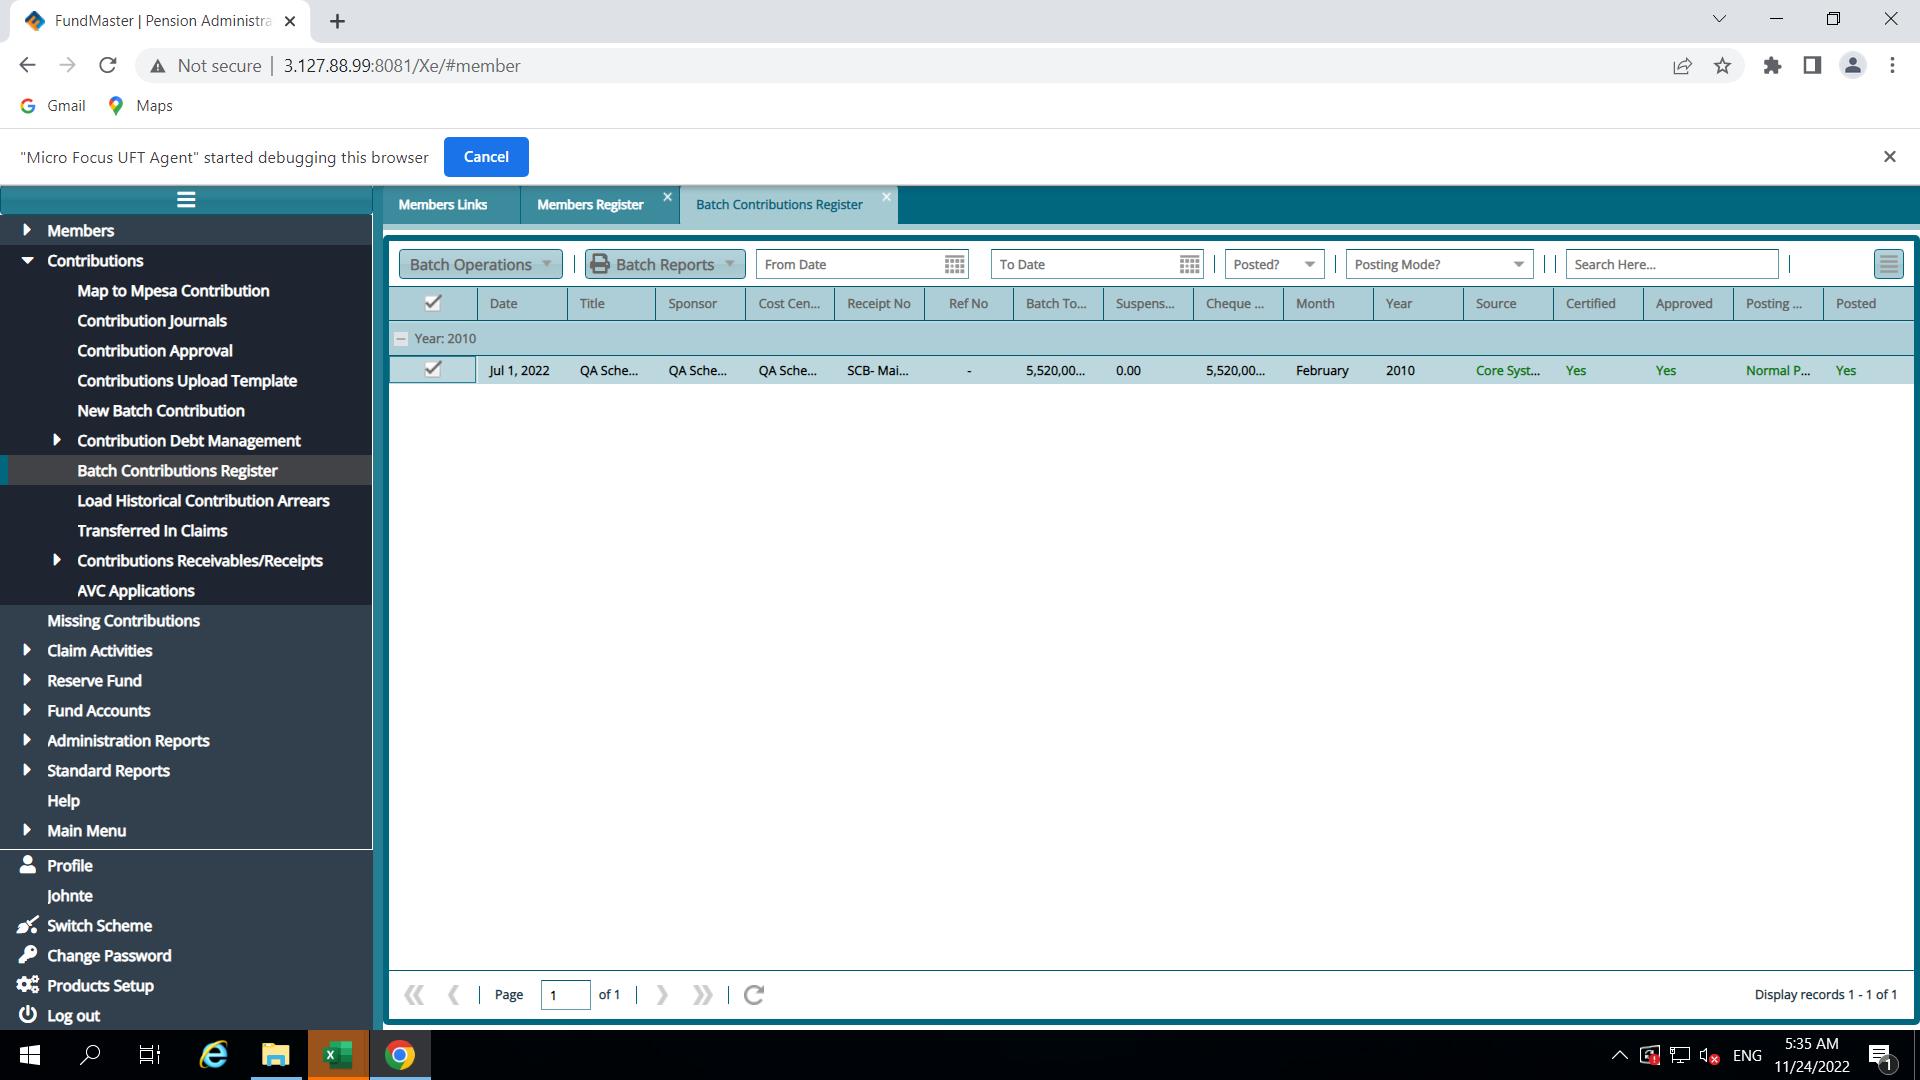 FundMaster | Pension Administra
Not secure
3.127.88.99:8081/Xe/#member
Gmail
Maps
"Micro Focus UFT Agent" started debugging this browser
Cancel
Members
Contributions
Map to Mpesa Contribution
Contribution Journals
Contribution Approval
Contributions Upload Template
New Batch Contribution
Contribution Debt Management
Batch Contributions Register
Load Historical Contribution Arrears
Transferred In Claims
Contributions Receivables/Receipts
AVC Applications
Missing Contributions
Claim Activities
Reserve Fund
Fund Accounts
Administration Reports
Standard Reports
Help
Main Menu
Profile
Johnte
Switch Scheme
Change Password
Products Setup
Log out
Members Links
Members Register
Batch Contributions Register
Batch Operations
Batch Reports
From Date
To Date
Posted?
Posting Mode?
Search Here...
Date Title Sponsor Cost Cen... Receipt No Ref No Batch To... Suspens... Cheque ... Month Year Source Certified Approved Posting ... Posted
Year: 2010
Jul 1, 2022 QA Sche... QA Sche... QA Sche... SCB- Mai... - 5,520,00... 0.00 5,520,00... February 2010 Core Syst... Yes Yes Normal P... Yes
Page 1 of 1
Display records 1 - 1 of 1
ENG
5:35 AM
11/24/2022
1